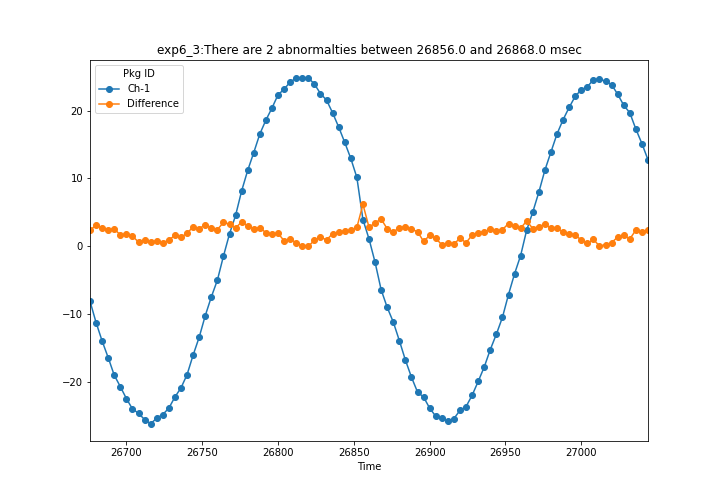 exp6_3:There are 2 abnormalties between 26856.0 and 26868.0 msec
Pkg ID
Ch-1
Difference
20
10
0
−10
−20
26700 26750 26800 26850 26900 26950 27000
Time